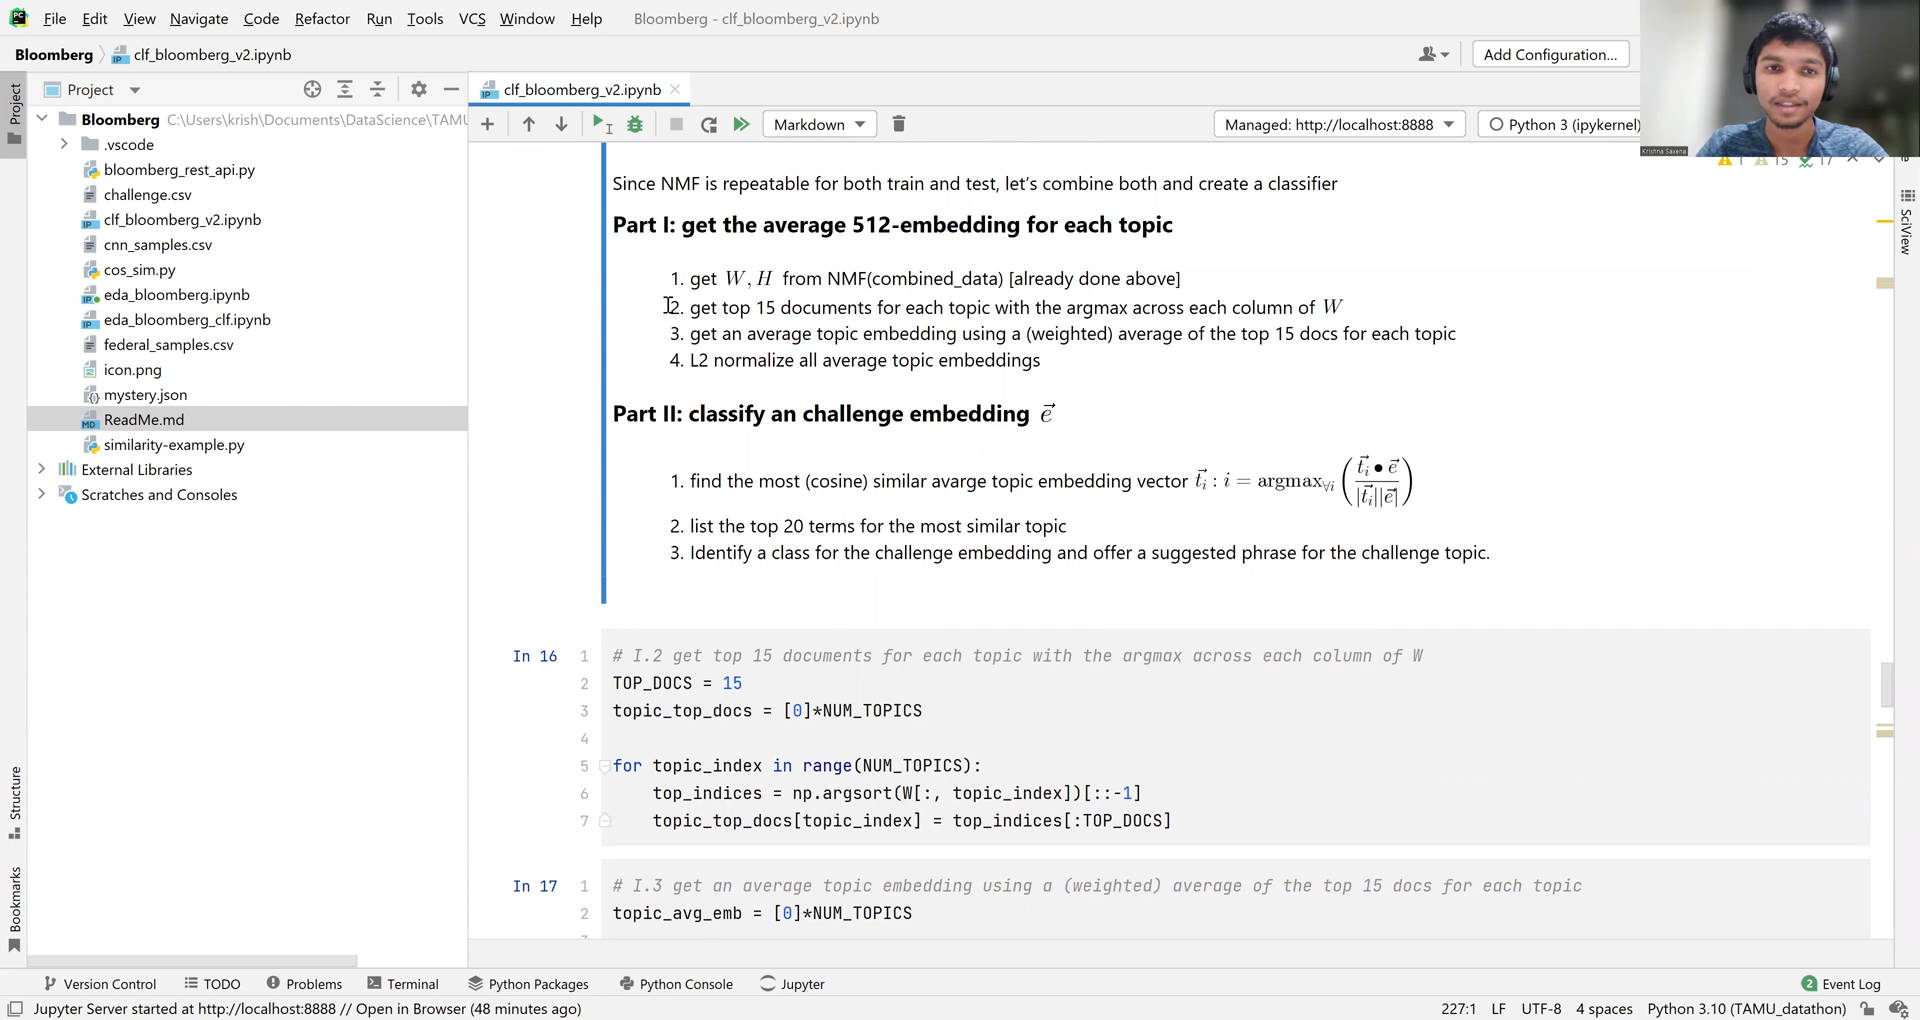 File Edit View Navigate Code Refactor Run Tools VCS Window Help Bloomberg - clf_bloomberg_v2.ipynb
Bloomberg clf_bloomberg_v2.ipynb Add Configuration...
Project clf_bloomberg_v2.ipynb
Markdown Managed: http://localhost:8888 Python 3 (ipykernel)
Krishna Saxena
Project
Bloomberg C:\Users\krish\Documents\DataScience\TAMU
.vscode
bloomberg_rest_api.py
challenge.csv
clf_bloomberg_v2.ipynb
cnn_samples.csv
cos_sim.py
eda_bloomberg.ipynb
eda_bloomberg_clf.ipynb
federal_samples.csv
icon.png
mystery.json
ReadMe.md
similarity-example.py
External Libraries
Scratches and Consoles
Structure
Bookmarks
1 15 17
SciView
Since NMF is repeatable for both train and test, let's combine both and create a classifier
Part I: get the average 512-embedding for each topic
1. get W, H from NMF(combined_data) [already done above]
2. get top 15 documents for each topic with the argmax across each column of W
3. get an average topic embedding using a (weighted) average of the top 15 docs for each topic
4. L2 normalize all average topic embeddings
Part II: classify an challenge embedding e⃗
1. find the most (cosine) similar avarge topic embedding vector t⃗ᵢ : i = argmax∀i (t⃗ᵢ • e⃗ / |t⃗ᵢ||e⃗|)
2. list the top 20 terms for the most similar topic
3. Identify a class for the challenge embedding and offer a suggested phrase for the challenge topic.
In 16 1 # I.2 get top 15 documents for each topic with the argmax across each column of W
2 TOP_DOCS = 15
3 topic_top_docs = [0]*NUM_TOPICS
4
5 for topic_index in range(NUM_TOPICS):
6 top_indices = np.argsort(W[:, topic_index])[::-1]
7 topic_top_docs[topic_index] = top_indices[:TOP_DOCS]
In 17 1 # I.3 get an average topic embedding using a (weighted) average of the top 15 docs for each topic
2 topic_avg_emb = [0]*NUM_TOPICS
Version Control TODO Problems Terminal Python Packages Python Console Jupyter 2 Event Log
Jupyter Server started at http://localhost:8888 // Open in Browser (48 minutes ago) 227:1 LF UTF-8 4 spaces Python 3.10 (TAMU_datathon)